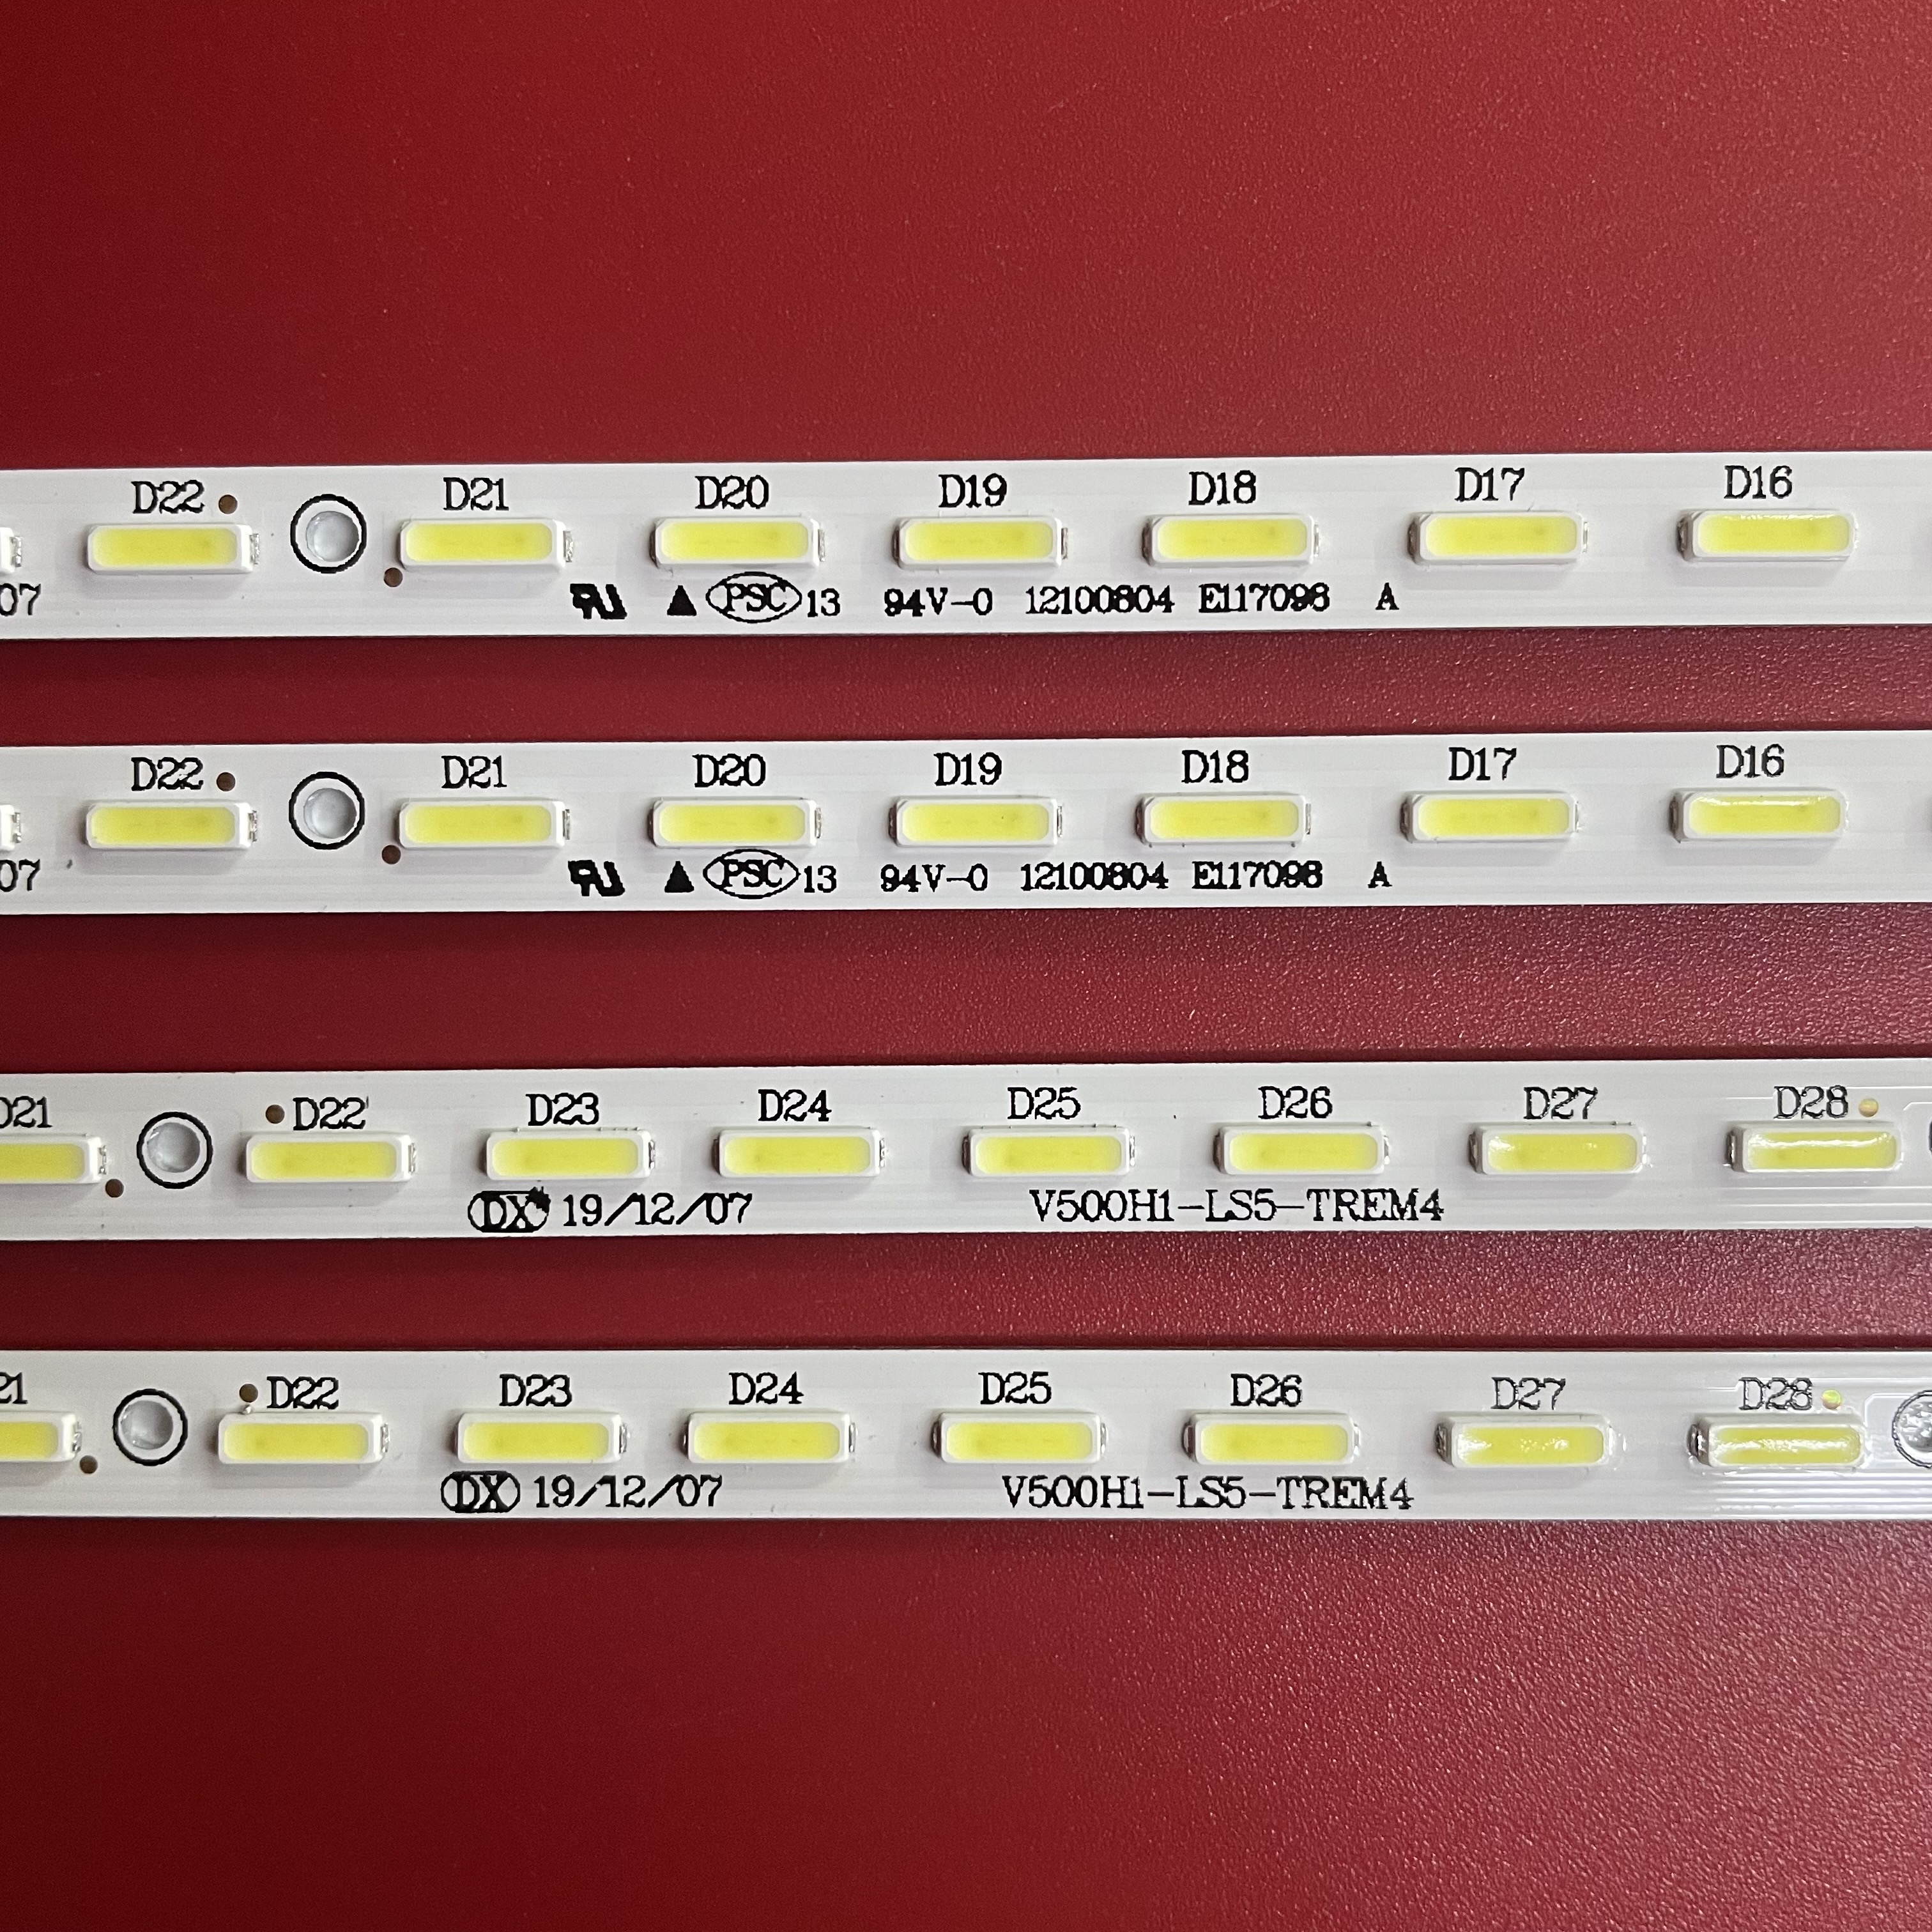 D22 D21 D20 D19 D18 D17 D16
07 RU PSC 13 94V-0 12100804 E117098 A
D22 D21 D20 D19 D18 D17 D16
07 RU PSC 13 94V-0 12100804 E117098 A
D21 D22 D23 D24 D25 D26 D27 D28
DX 19/12/07 V500H1-LS5-TREM4
21 D22 D23 D24 D25 D26 D27 D28
DX 19/12/07 V500H1-LS5-TREM4